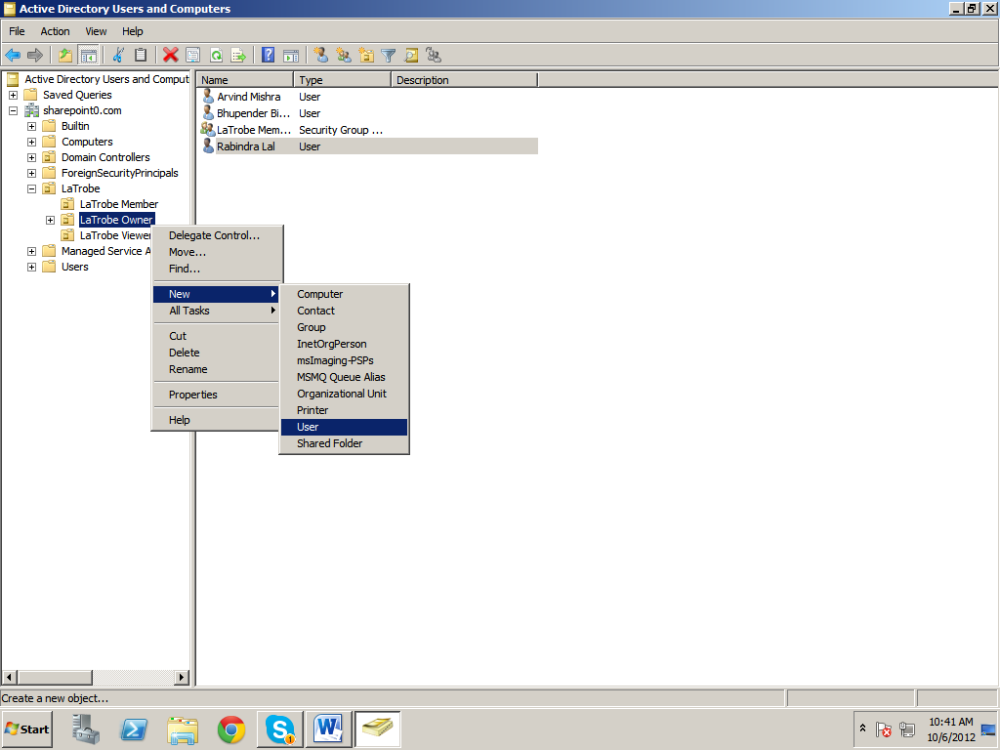 Active Directory Users and Computers
File Action View Help
Active Directory Users and Comput
Saved Queries
sharepoint0.com
Builtin
Computers
Domain Controllers
ForeignSecurityPrincipals
LaTrobe
LaTrobe Member
LaTrobe Owner
LaTrobe Viewer
Managed Service A
Users
Name Type Description
Arvind Mishra User
Bhupender Bi... User
LaTrobe Mem... Security Group ...
Rabindra Lal User
Delegate Control...
Move...
Find...
New
All Tasks
Cut
Delete
Rename
Properties
Help
Computer
Contact
Group
InetOrgPerson
msImaging-PSPs
MSMQ Queue Alias
Organizational Unit
Printer
User
Shared Folder
Create a new object...
Start
1
10:41 AM
10/6/2012